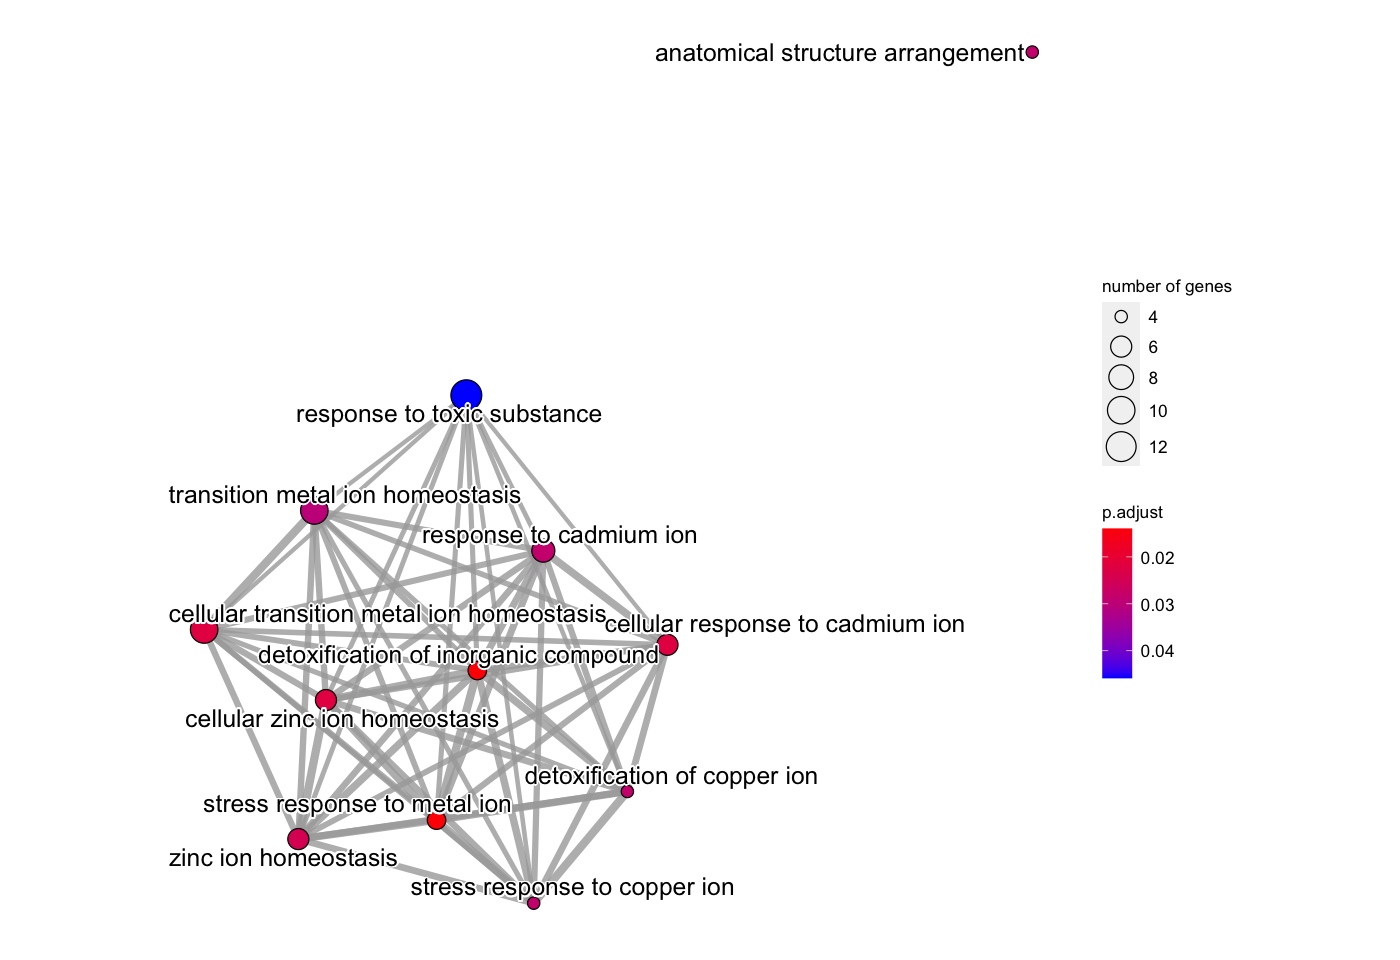 anatomical structure arrangement
number of genes
4
6
8
10
12
response to toxic substance
transition metal ion homeostasis
p.adjust
response to cadmium ion
0.02
0.03
0.04
cellular transition metal ion homeostasis
cellular response to cadmium ion
detoxification of inorganic compound
cellular zinc ion homeostasis
detoxification of copper ion
stress response to metal ion
zinc ion homeostasis
stress response to copper ion